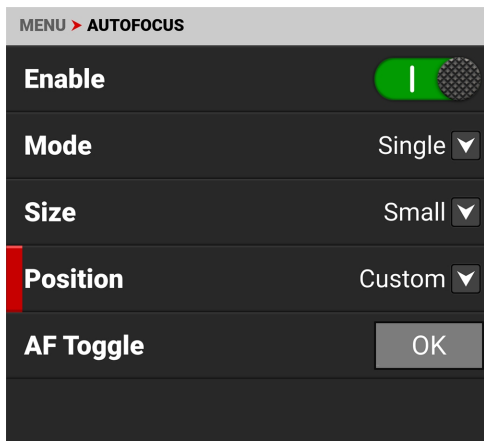 MENU ➤ AUTOFOCUS
Enable
Mode Single
Size Small
Position Custom
AF Toggle OK